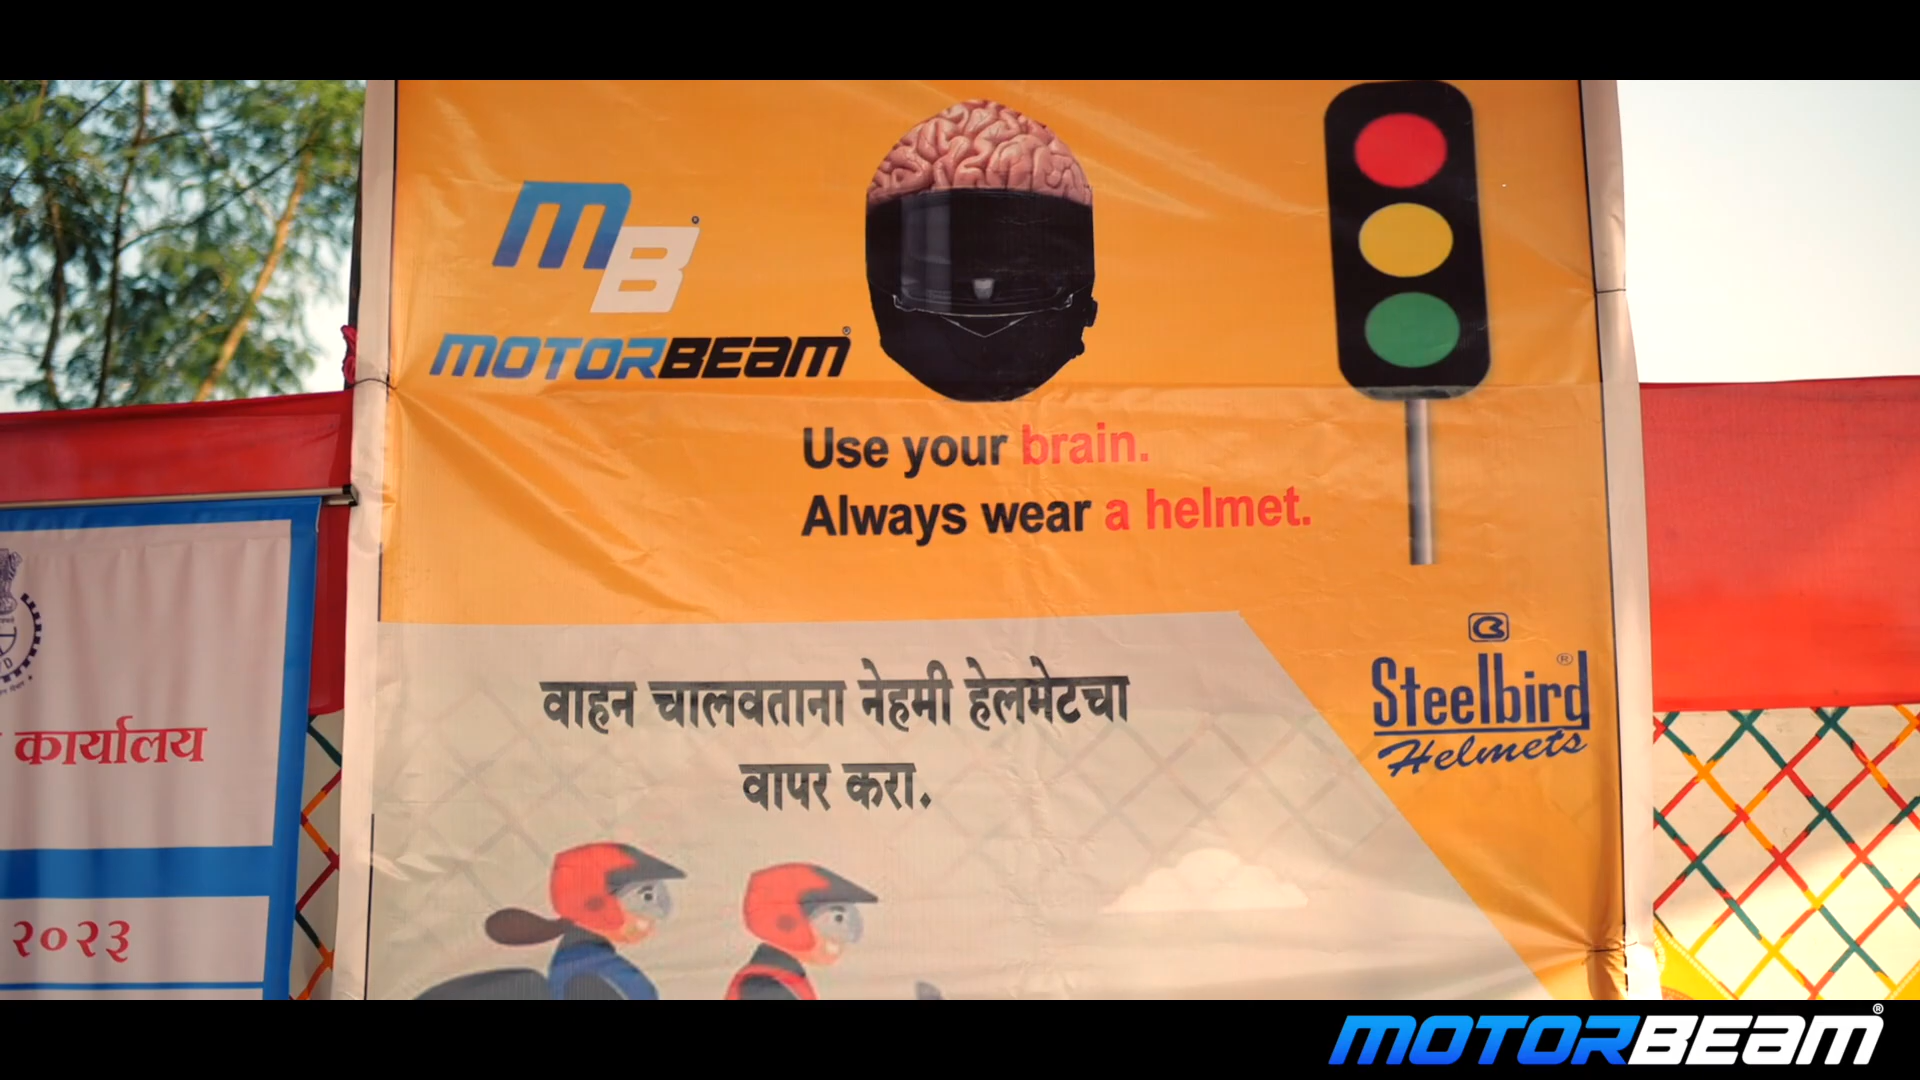 MB®
MOTORBEAM®
Use your brain.
Always wear a helmet.
वाहन चालवताना नेहमी हेलमेटचा
वापर करा.
Steelbird®
Helmets
कार्यालय
२०२३
MOTORBEAM®